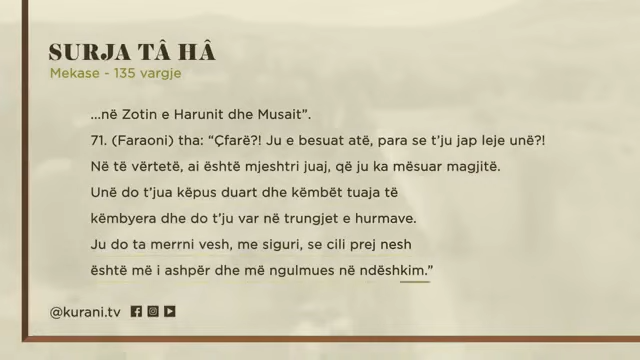 SURJA TÂ HÂ
Mekase - 135 vargje
...në Zotin e Harunit dhe Musait”.
71. (Faraoni) tha: “Çfarë?! Ju e besuat atë, para se t’ju jap leje unë?!
Në të vërtetë, ai është mjeshtri juaj, që ju ka mësuar magjitë.
Unë do t’jua këpus duart dhe këmbët tuaja të
këmbyera dhe do t’ju var në trungjet e hurmave.
Ju do ta merrni vesh, me siguri, se cili prej nesh
është më i ashpër dhe më ngulmues në ndëshkim.”
@kurani.tv